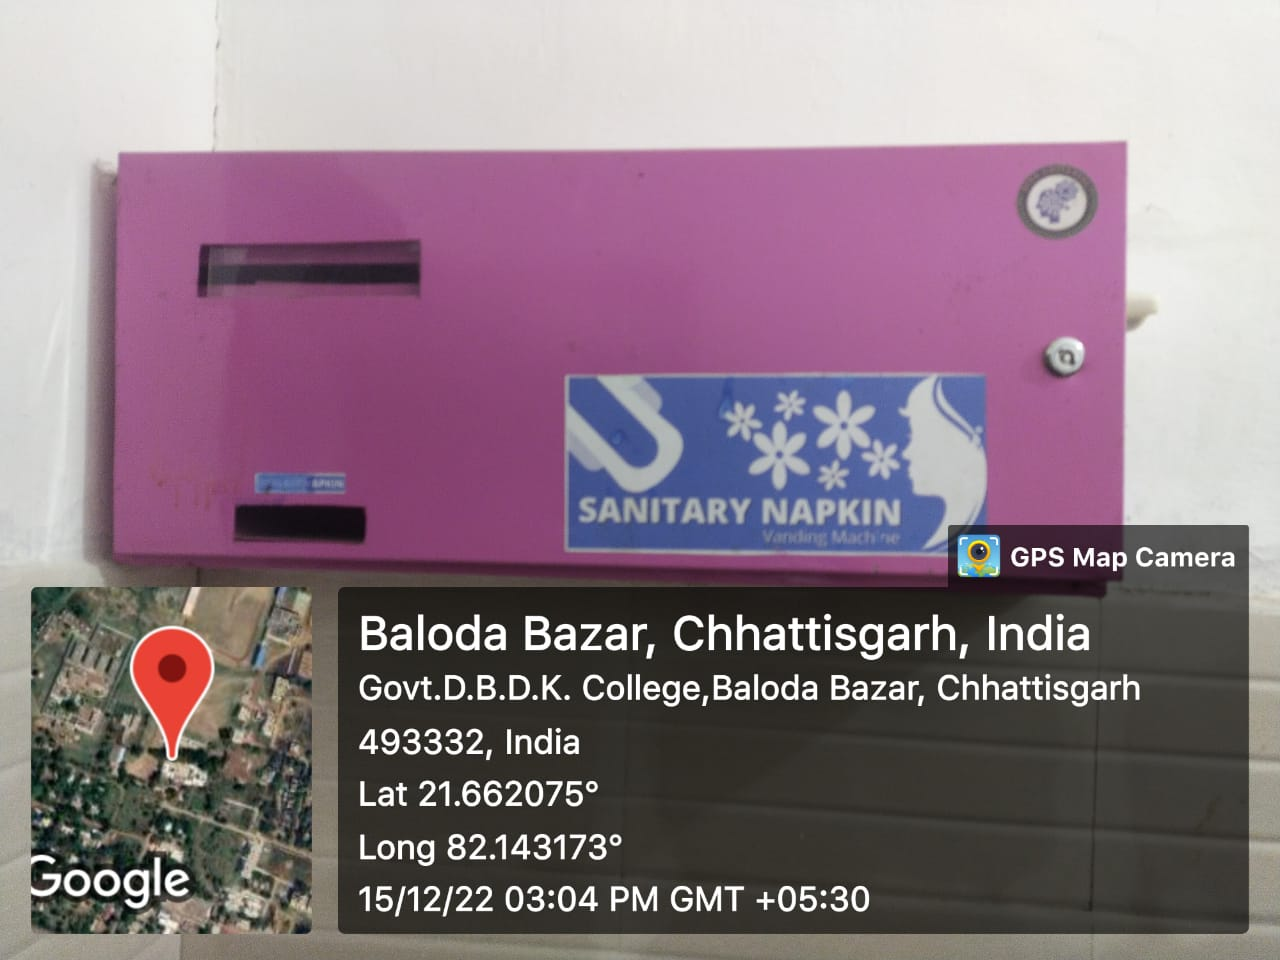 NAPKIN
SANITARY NAPKIN
Vanding Machine
GPS Map Camera
Baloda Bazar, Chhattisgarh, India
Govt.D.B.D.K. College,Baloda Bazar, Chhattisgarh
493332, India
Lat 21.662075°
Long 82.143173°
15/12/22 03:04 PM GMT +05:30
Google